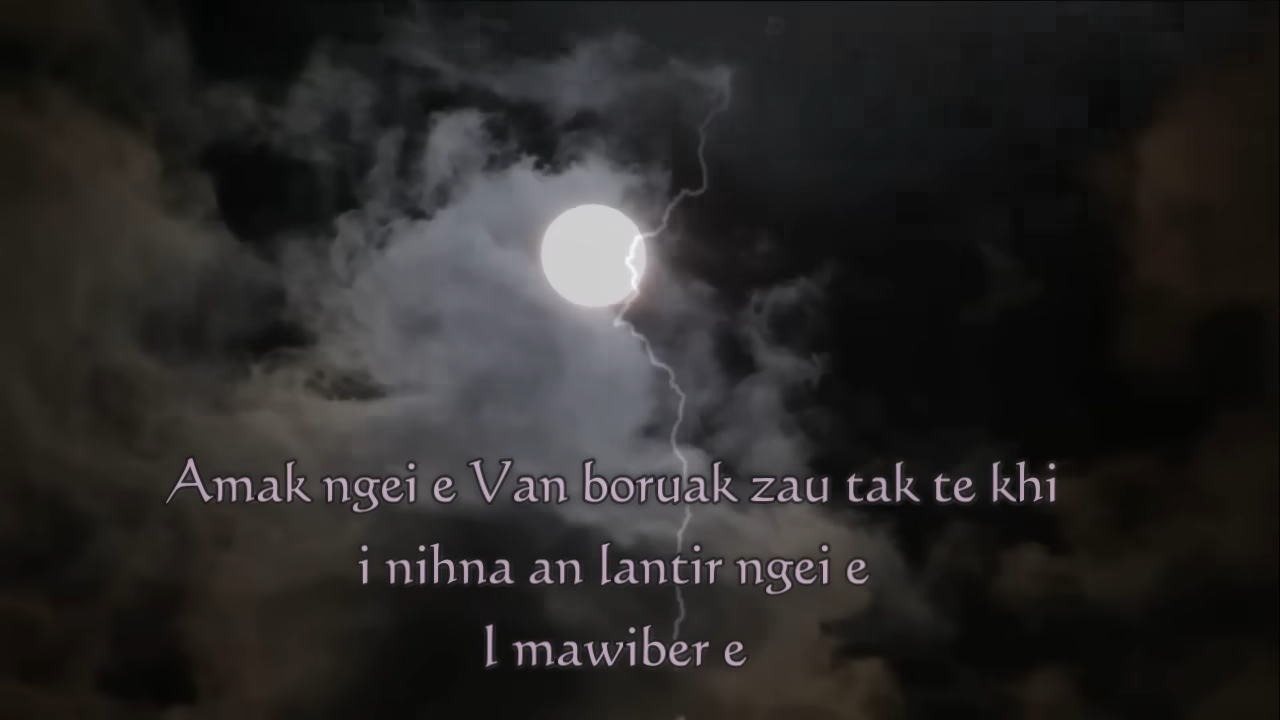 Amak ngei e Van boruak zau tak te khi
i nihna an lantir ngei e
I mawiber e